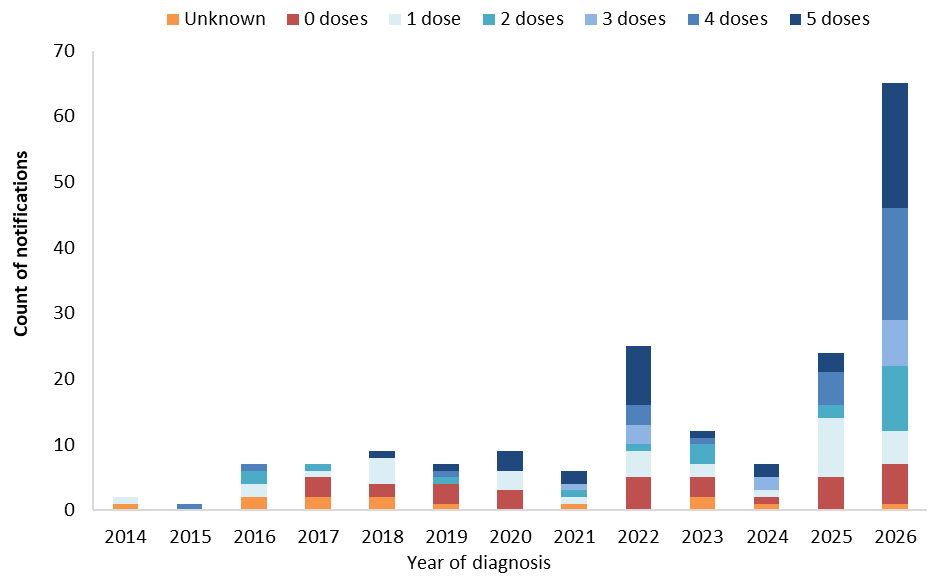 Unknown 0 doses 1 dose 2 doses 3 doses 4 doses 5 doses
70
60
50
40
30
20
10
0
Count of notifications
2014 2015 2016 2017 2018 2019 2020 2021 2022 2023 2024 2025 2026
Year of diagnosis